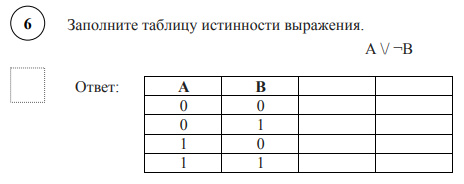 6 Заполните таблицу истинности выражения.
A \/ ¬B
Ответ:
A B
0 0
0 1
1 0
1 1